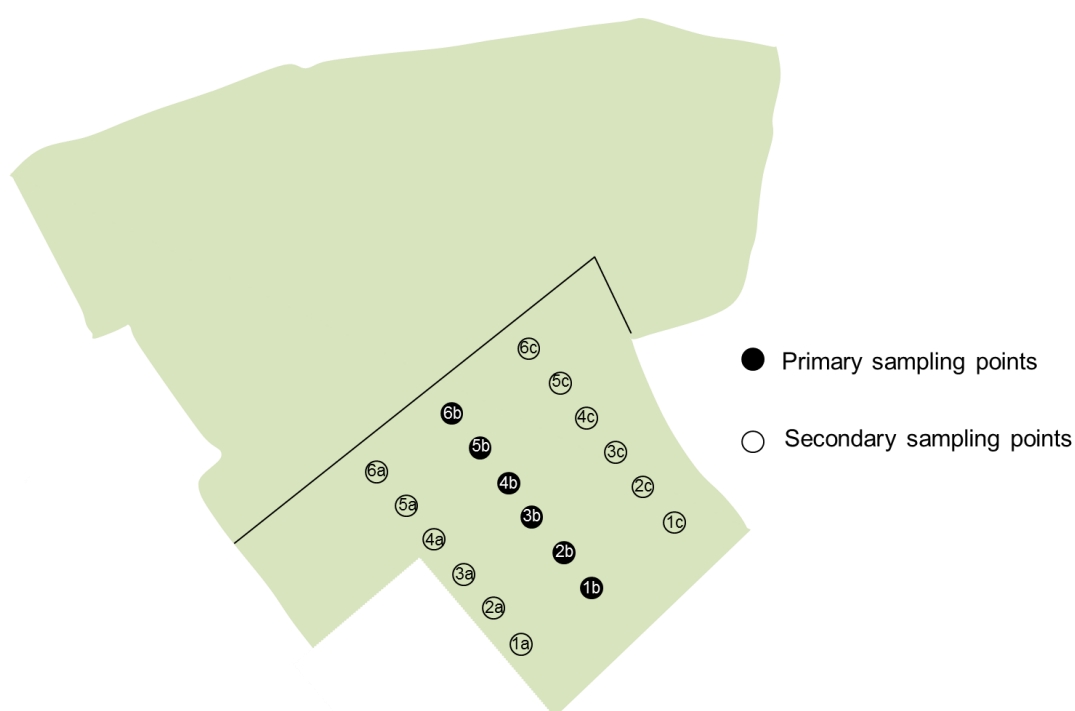 6c
5c
Primary sampling points
6b
4c
Secondary sampling points
5b
3c
6a
4b
2c
5a
3b
1c
4a
2b
3a
1b
2a
1a